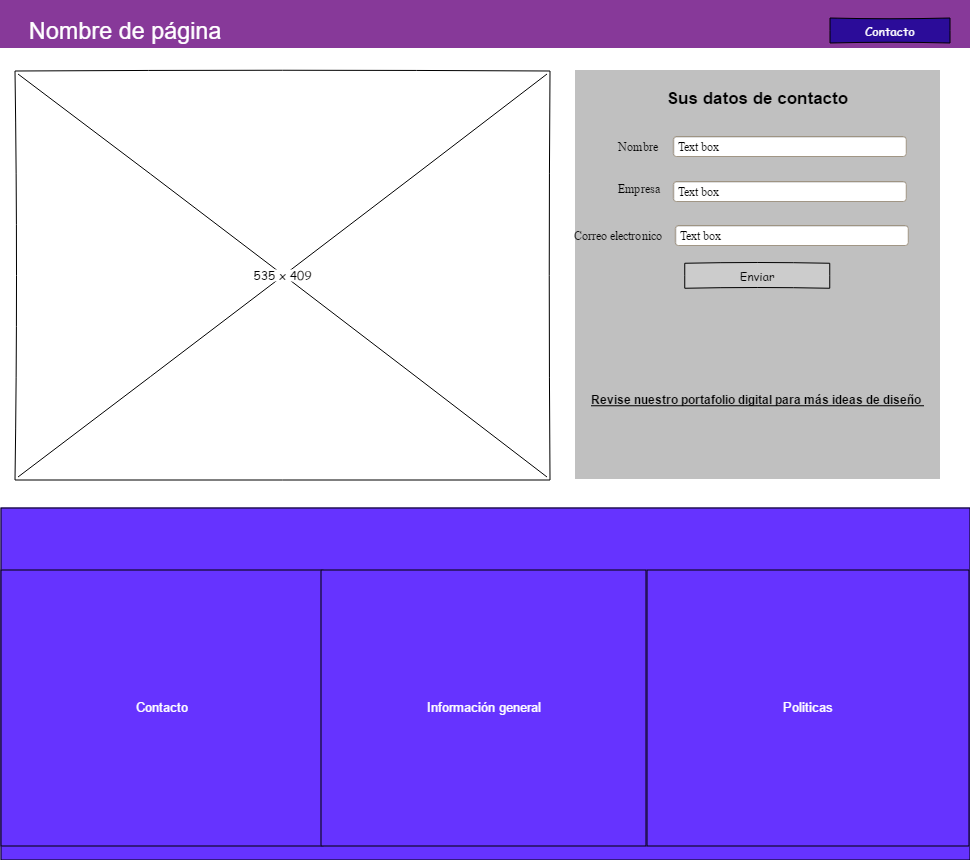 Nombre de página
Contacto
535 x 409
Sus datos de contacto
Nombre Text box
Empresa Text box
Correo electronico Text box
Enviar
Revise nuestro portafolio digital para más ideas de diseño
Contacto
Información general
Politicas